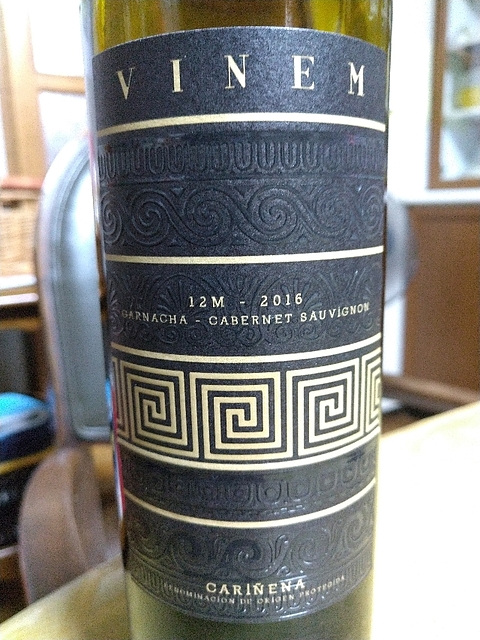 VINEM
12M - 2016
GARNACHA - CABERNET SAUVIGNON
CARIÑENA
DENOMINACIÓN DE ORIGEN PROTEGIDA